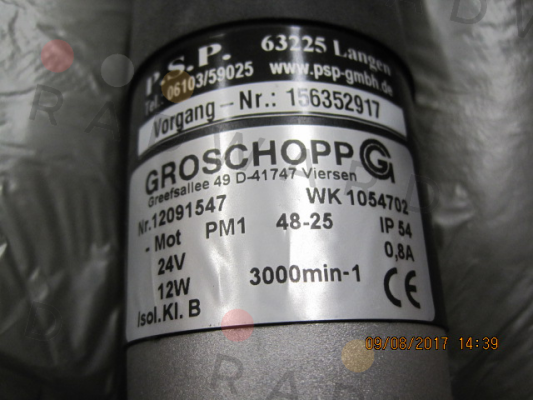 P.S.P. 63225 Langen
Tel.: 06103/59025 www.psp-gmbh.de
Vorgang – Nr.: 156352917
GROSCHOPP G
Greefsallee 49 D-41747 Viersen
Nr.12091547 WK 1054702
- Mot PM1 48-25 IP 54
24V 0,8A
12W 3000min-1 CE
Isol.Kl. B
09/08/2017 14:39